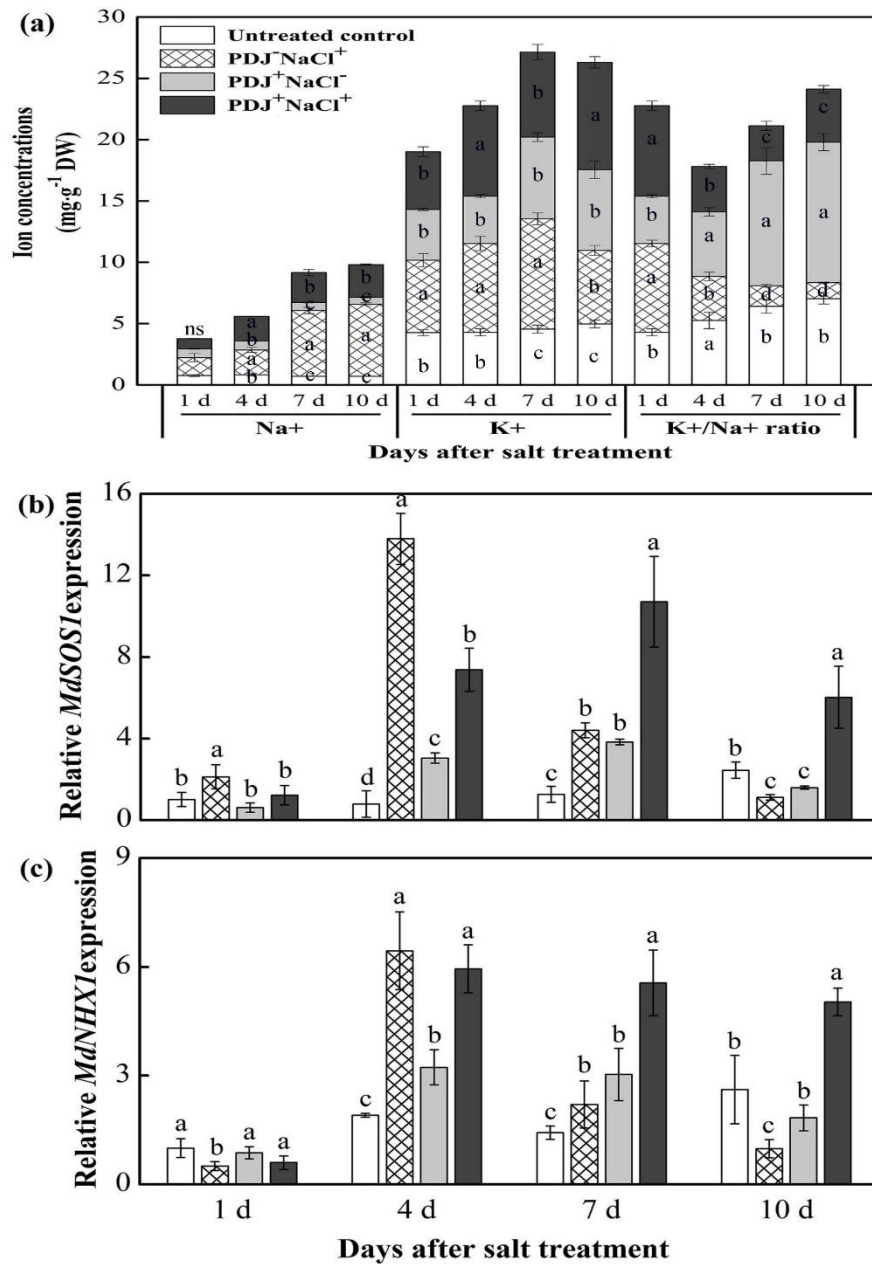 (a)
30
25
20
15
10
5
0
Ion concentrations
(mg·g-1 DW)
Untreated control
PDJ-NaCl+
PDJ+NaCl-
PDJ+NaCl+
ns
a b a b
b c a c
b c a c
b b a b
a b a b
b b a c
a b b c
a b a b
b a b a
c a d b
c a d b
1 d 4 d 7 d 10 d 1 d 4 d 7 d 10 d 1 d 4 d 7 d 10 d
Na+ K+ K+/Na+ ratio
Days after salt treatment
(b)
Relative MdSOS1expression
16
12
8
4
0
b a b b d a c b c b b a b c c a
(c)
Relative MdNHX1expression
9
6
3
0
a b a a c a b a c b b a b c b a
1 d 4 d 7 d 10 d
Days after salt treatment